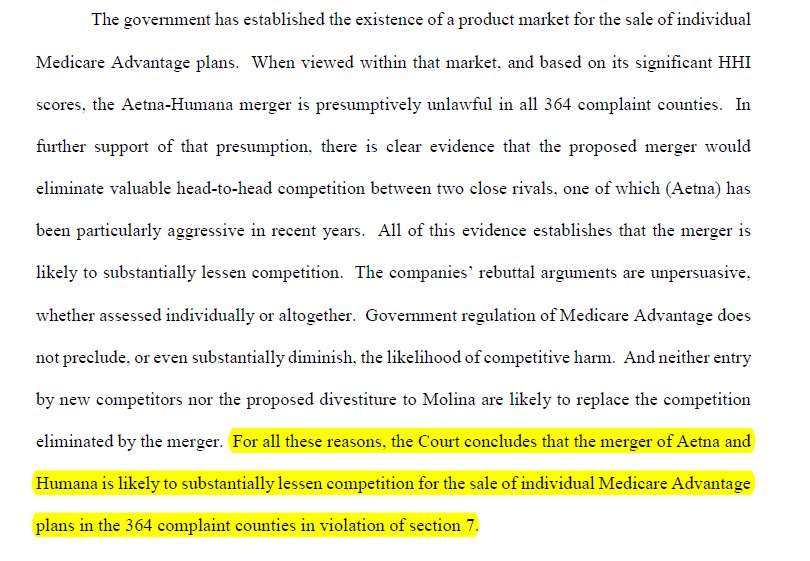 The government has established the existence of a product market for the sale of individual
Medicare Advantage plans. When viewed within that market, and based on its significant HHI
scores, the Aetna-Humana merger is presumptively unlawful in all 364 complaint counties. In
further support of that presumption, there is clear evidence that the proposed merger would
eliminate valuable head-to-head competition between two close rivals, one of which (Aetna) has
been particularly aggressive in recent years. All of this evidence establishes that the merger is
likely to substantially lessen competition. The companies’ rebuttal arguments are unpersuasive,
whether assessed individually or altogether. Government regulation of Medicare Advantage does
not preclude, or even substantially diminish, the likelihood of competitive harm. And neither entry
by new competitors nor the proposed divestiture to Molina are likely to replace the competition
eliminated by the merger. For all these reasons, the Court concludes that the merger of Aetna and
Humana is likely to substantially lessen competition for the sale of individual Medicare Advantage
plans in the 364 complaint counties in violation of section 7.